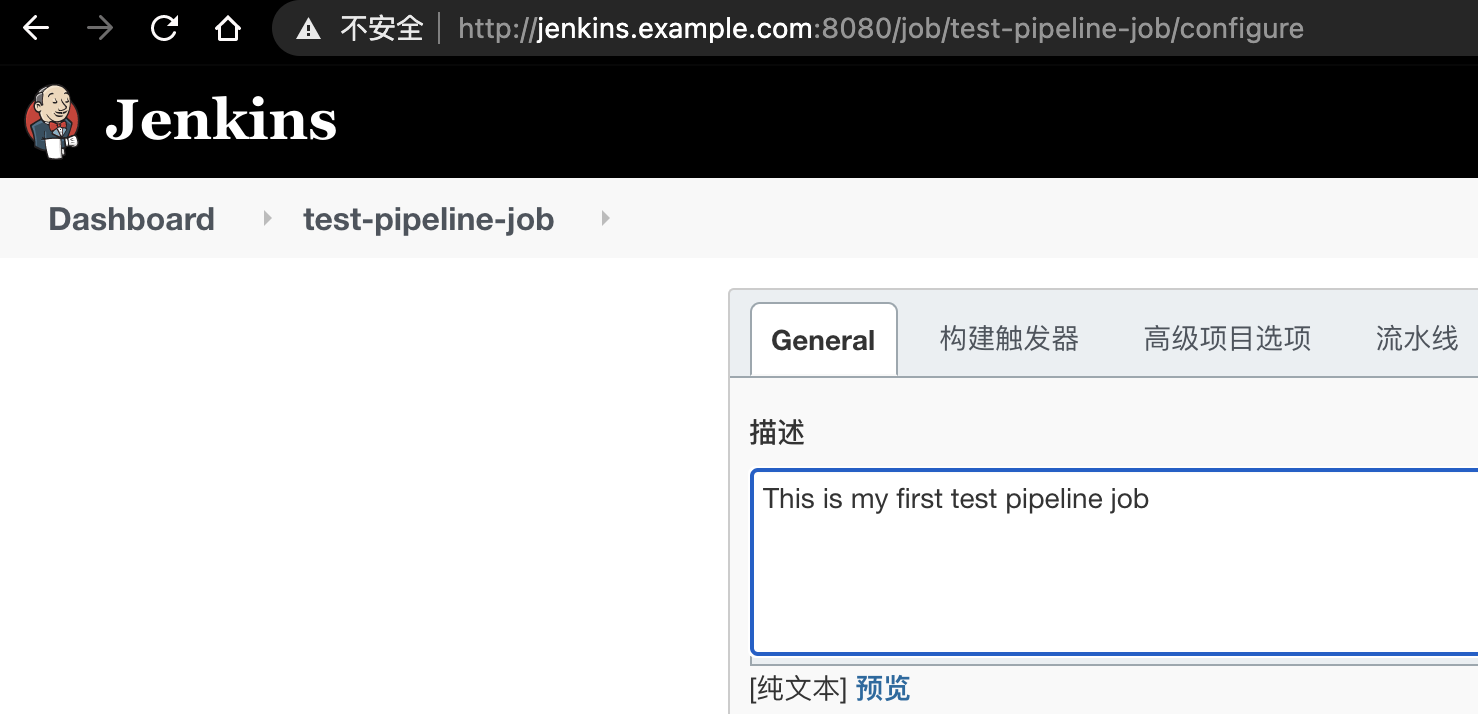 不安全 http://jenkins.example.com:8080/job/test-pipeline-job/configure
Jenkins
Dashboard test-pipeline-job
General 构建触发器 高级项目选项 流水线
描述
This is my first test pipeline job
[纯文本] 预览